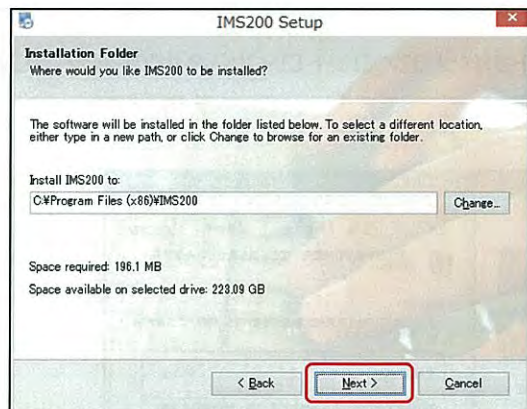 IMS200 Setup
Installation Folder
Where would you like IMS200 to be installed?
The software will be installed in the folder listed below. To select a different location,
either type in a new path, or click Change to browse for an existing folder.
Install IMS200 to:
C:¥Program Files (x86)¥IMS200
Change...
Space required: 196.1 MB
Space available on selected drive: 223.09 GB
< Back
Next >
Cancel